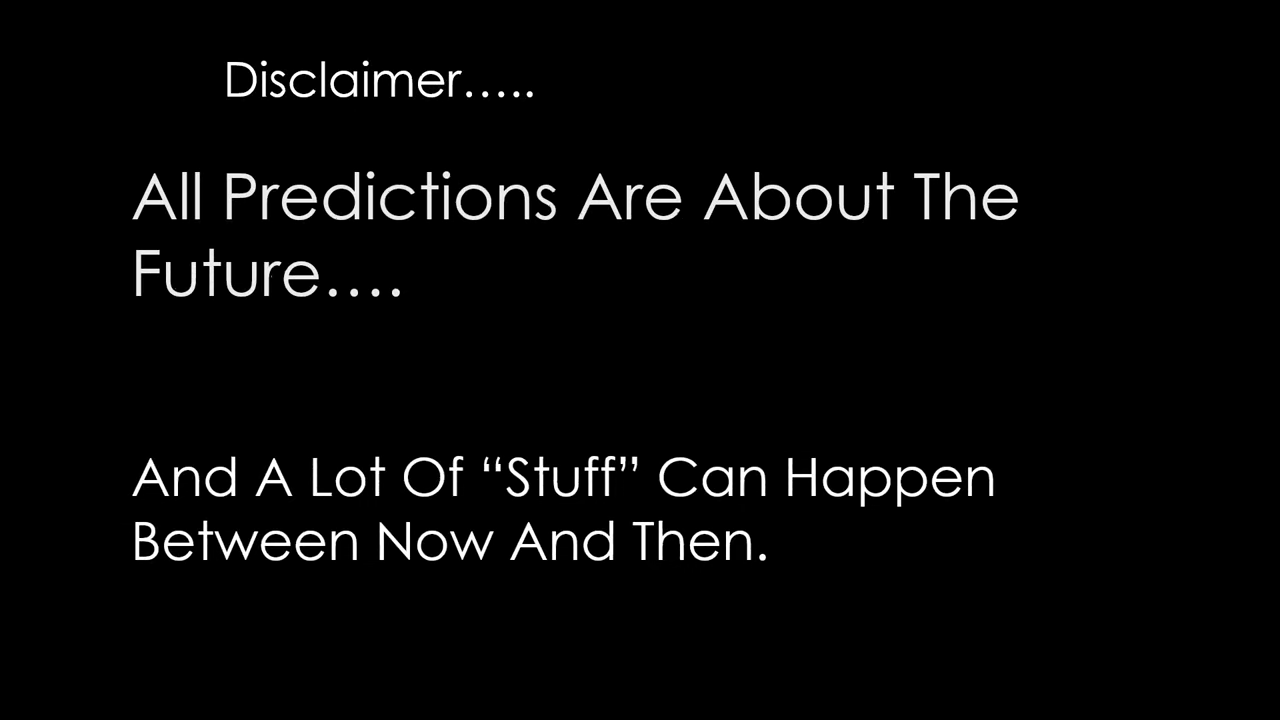 Disclaimer…..
All Predictions Are About The
Future….
And A Lot Of “Stuff” Can Happen
Between Now And Then.